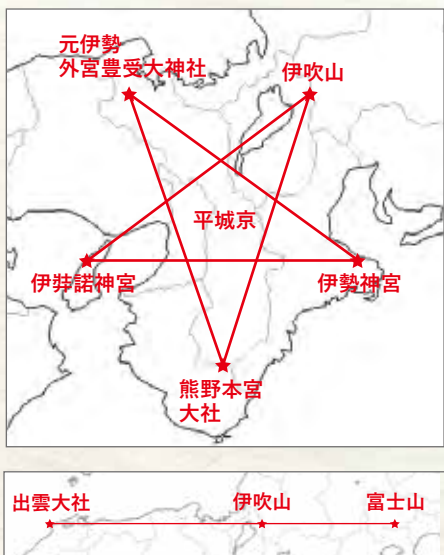 元伊勢
外宮豊受大神社
伊吹山
平城京
伊弉諾神宮
伊勢神宮
熊野本宮
大社
出雲大社
伊吹山
富士山